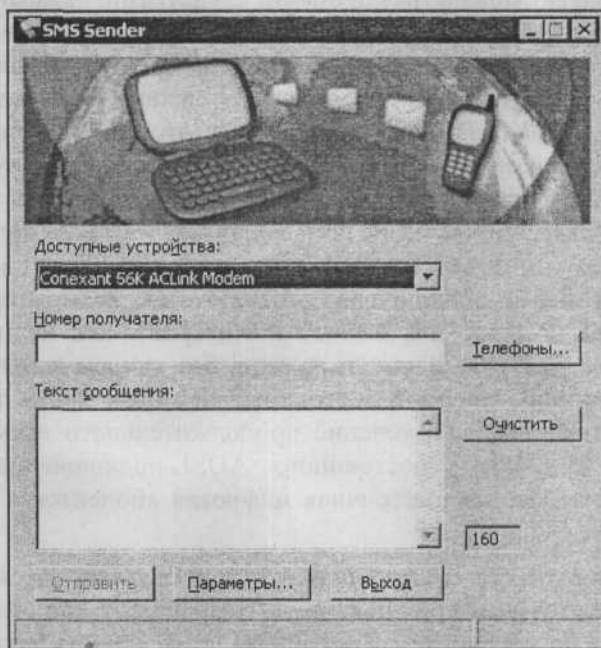 SMS Sender
Доступные устройства:
Conexant 56K ACLink Modem
Номер получателя:
Телефоны...
Текст сообщения:
Очистить
160
Отправить
Параметры...
Выход